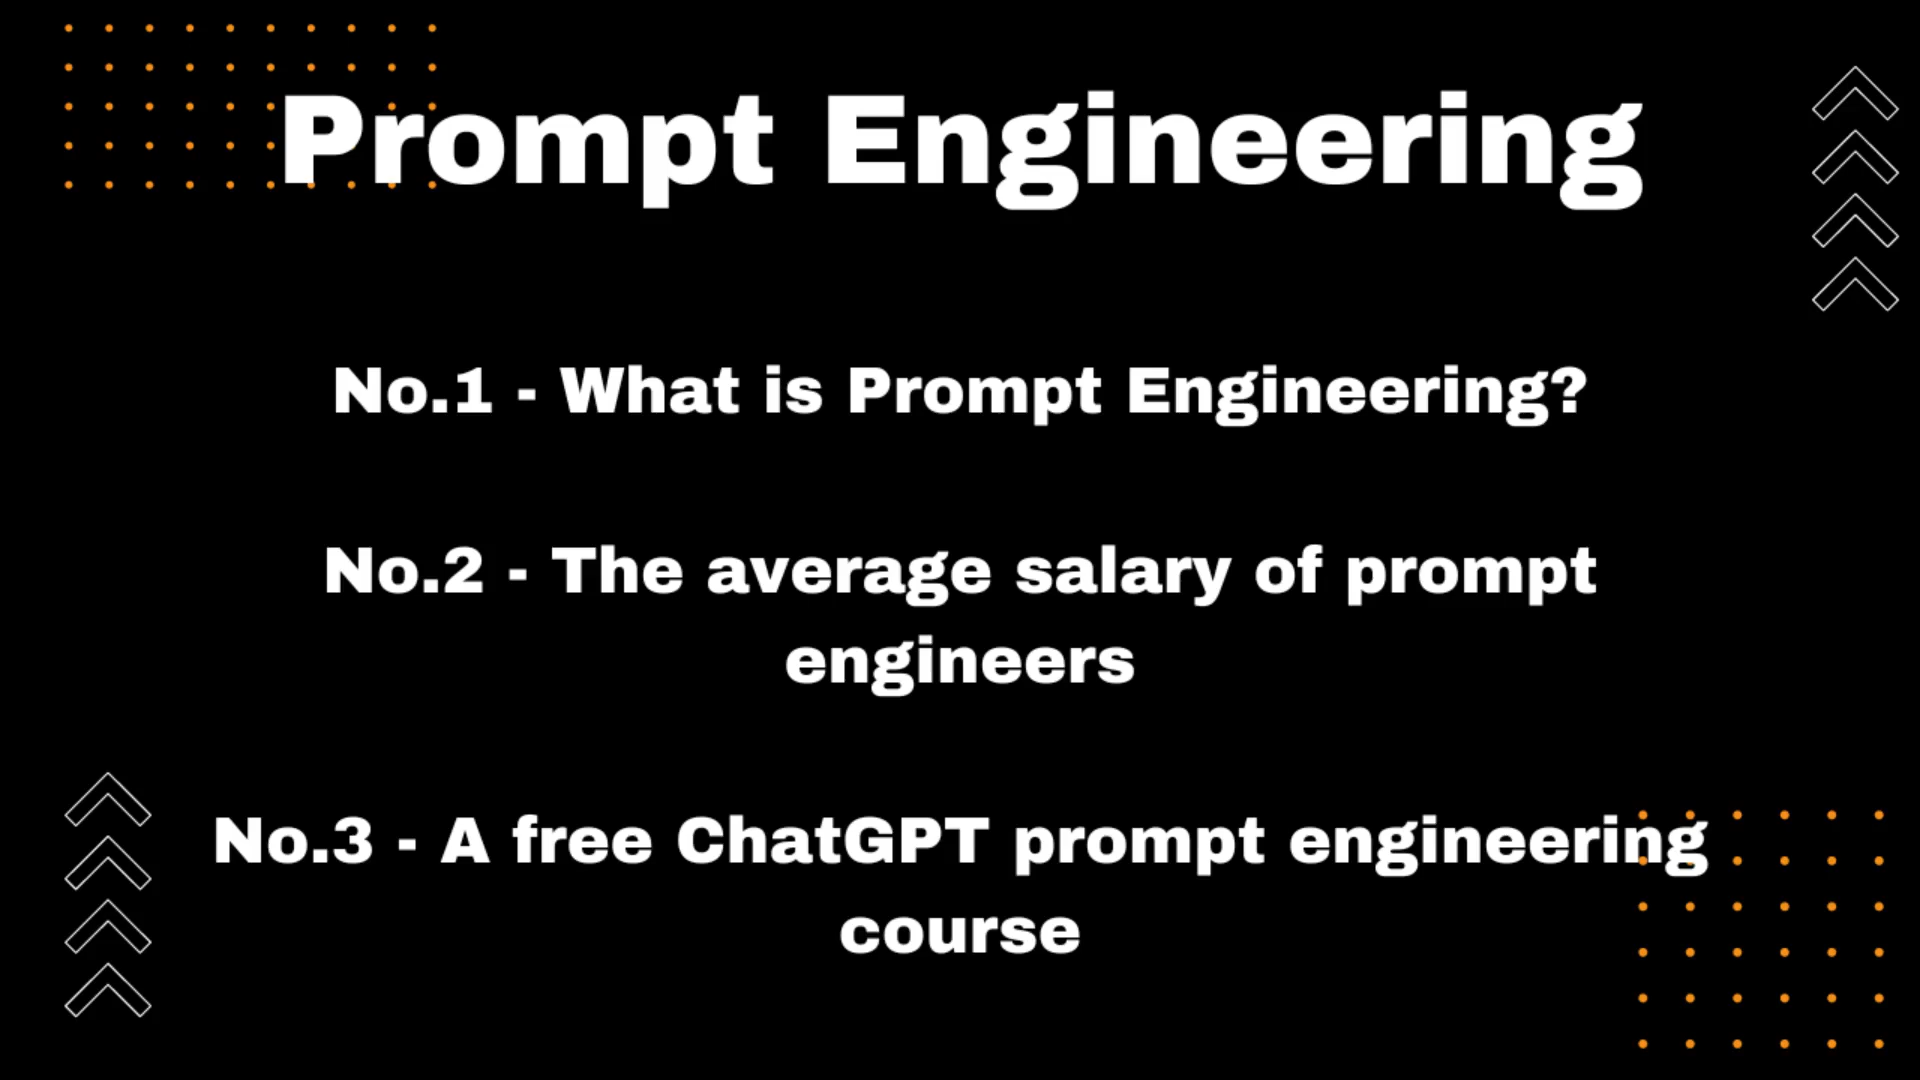 Prompt Engineering
No.1 - What is Prompt Engineering?
No.2 - The average salary of prompt
engineers
No.3 - A free ChatGPT prompt engineering
course